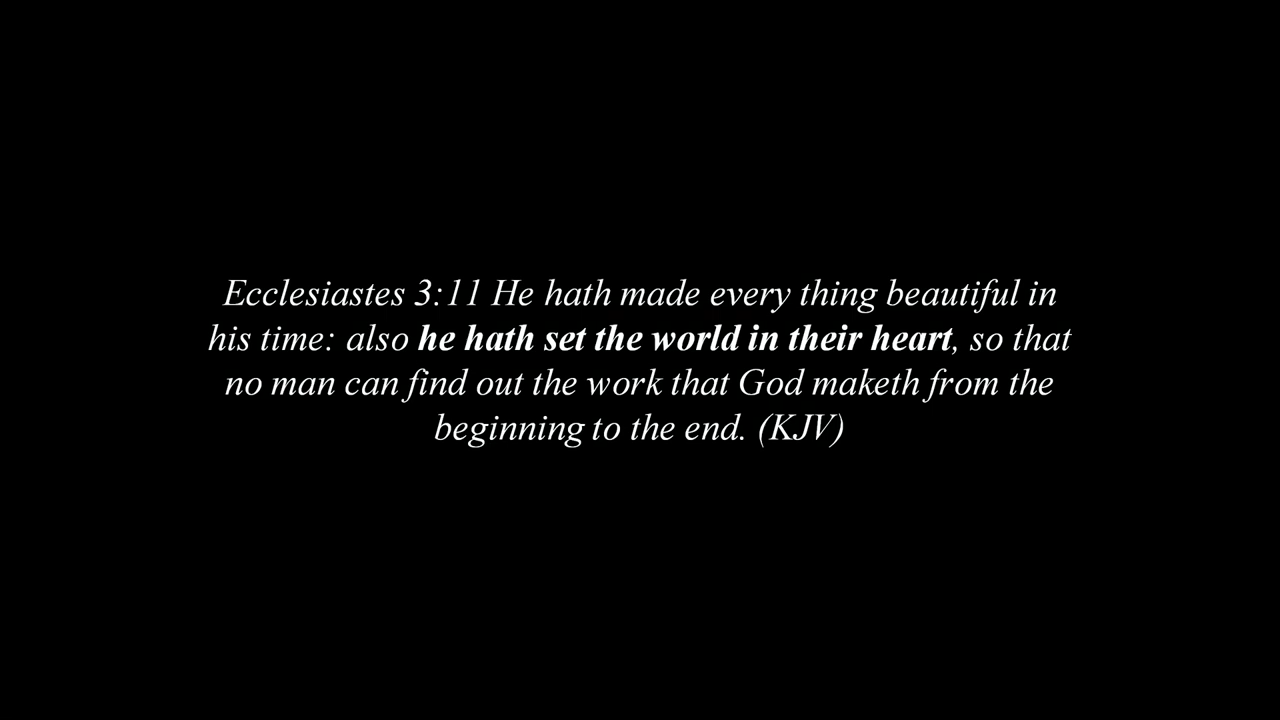 Ecclesiastes 3:11 He hath made every thing beautiful in
his time: also he hath set the world in their heart, so that
no man can find out the work that God maketh from the
beginning to the end. (KJV)